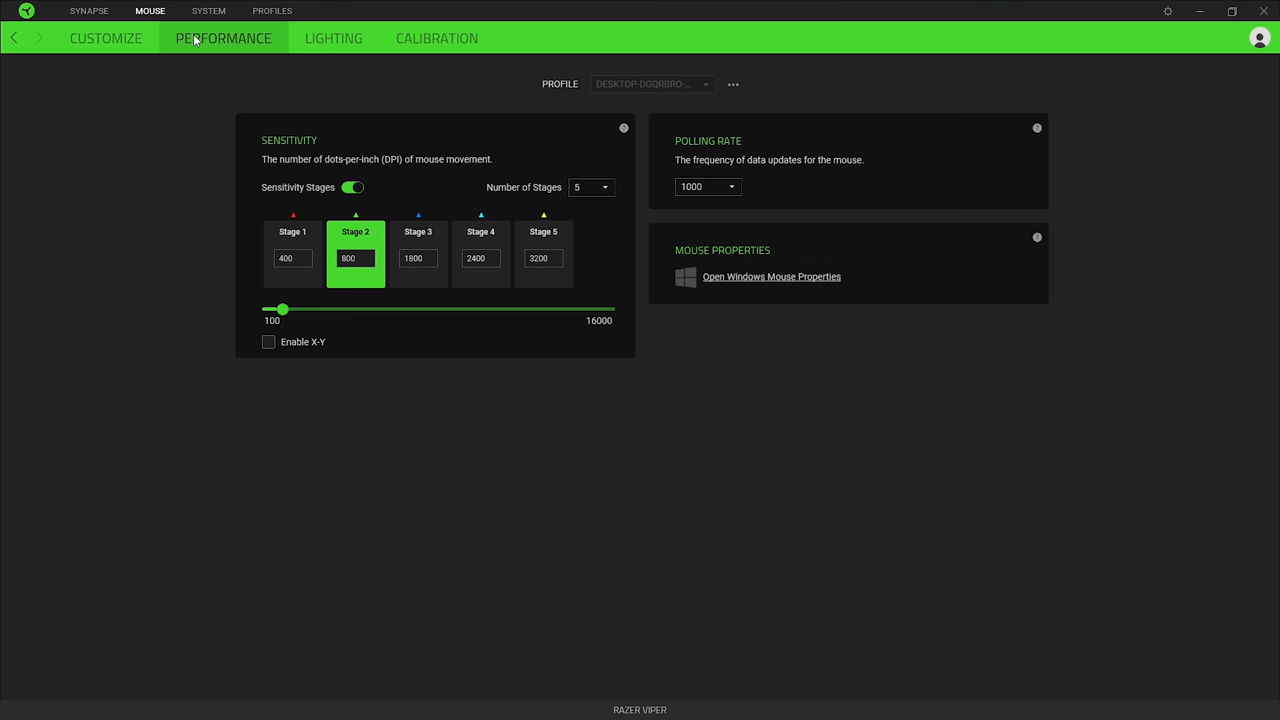 SYNAPSE MOUSE SYSTEM PROFILES
CUSTOMIZE PERFORMANCE LIGHTING CALIBRATION
PROFILE DESKTOP-DGQRBRO-...
SENSITIVITY
The number of dots-per-inch (DPI) of mouse movement.
Sensitivity Stages Number of Stages 5
Stage 1 Stage 2 Stage 3 Stage 4 Stage 5
400 800 1800 2400 3200
100 16000
Enable X-Y
POLLING RATE
The frequency of data updates for the mouse.
1000
MOUSE PROPERTIES
Open Windows Mouse Properties
RAZER VIPER